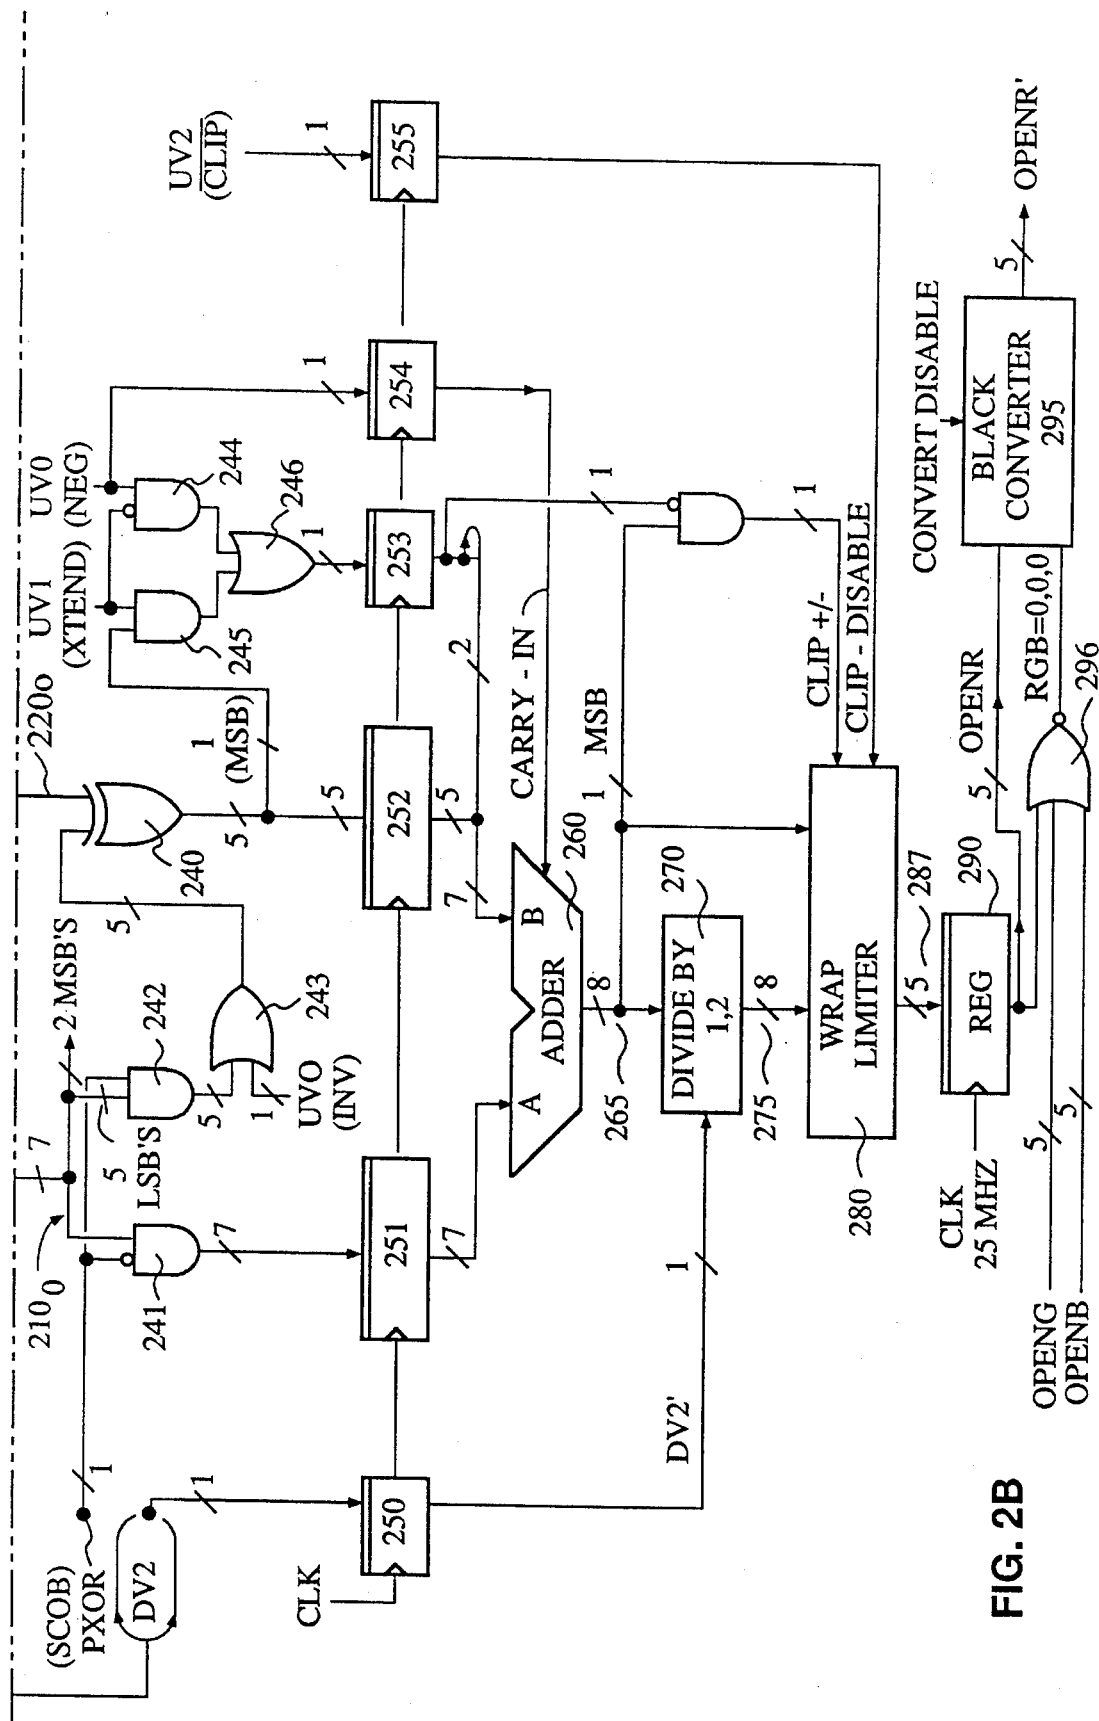 (SCOB)
PXOR
DV2
1
1
210 0
7
2 MSB'S
5
LSB'S
241
7
242
5
1
UVO
(INV)
243
5
220o
240
5
1
(MSB)
5
UV1
(XTEND)
UV0
(NEG)
245
244
246
1
1
UV2
(CLIP)
1
CLK
250
251
252
253
254
255
7
5
7
2
CARRY - IN
A
B
ADDER
260
8
265
1
MSB
1
1
DV2'
1
DIVIDE BY
1,2
270
8
275
CLIP +/-
CLIP - DISABLE
WRAP
LIMITER
280
5
287
CLK
25 MHZ
REG
290
5
OPENR
CONVERT DISABLE
BLACK
CONVERTER
295
5
OPENR'
RGB=0,0,0
296
OPENG
5
OPENB
5
FIG. 2B